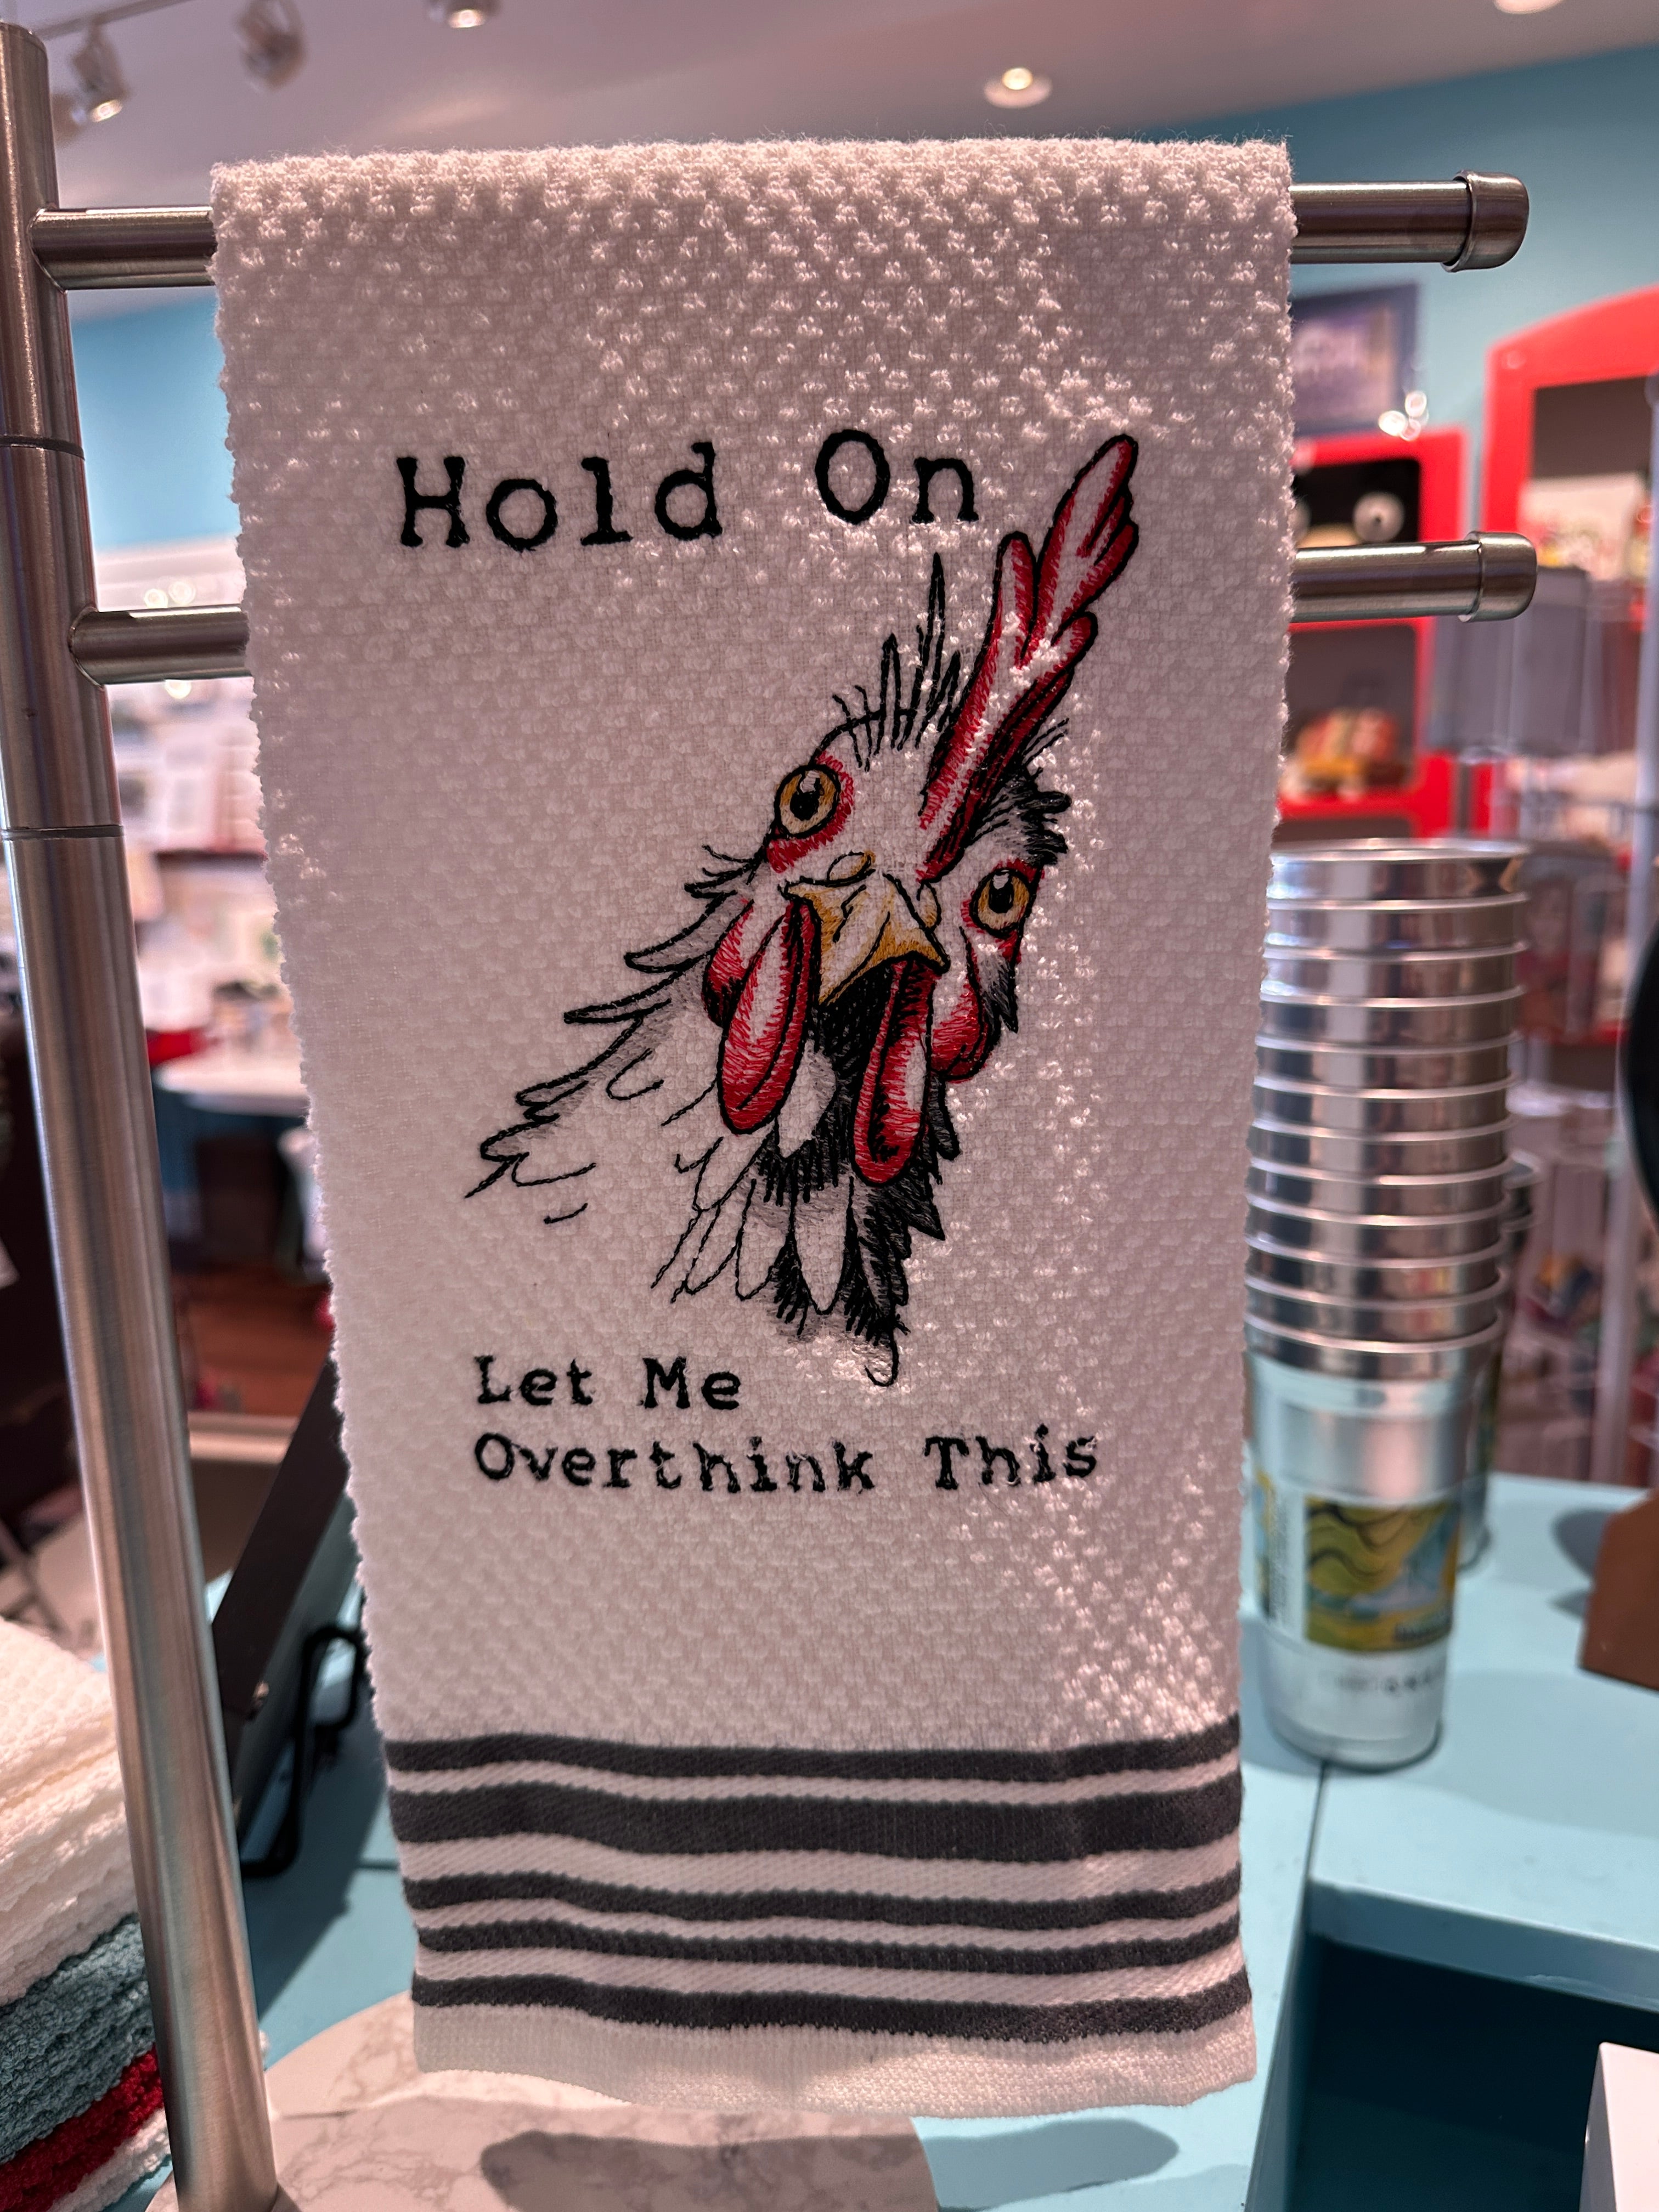 Hold On
Let Me
Overthink This